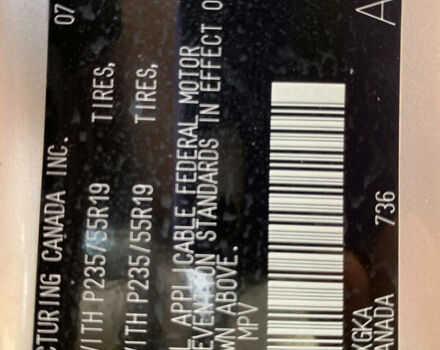 CTURING CANADA INC. 07
WITH P235/55R19 TIRES,
WITH P235/55R19 TIRES,
APPLICABLE FEDERAL MOTOR
EVENTION STANDARDS IN EFFECT O
WN ABOVE.
MPV
A
XGKA
ANADA 736